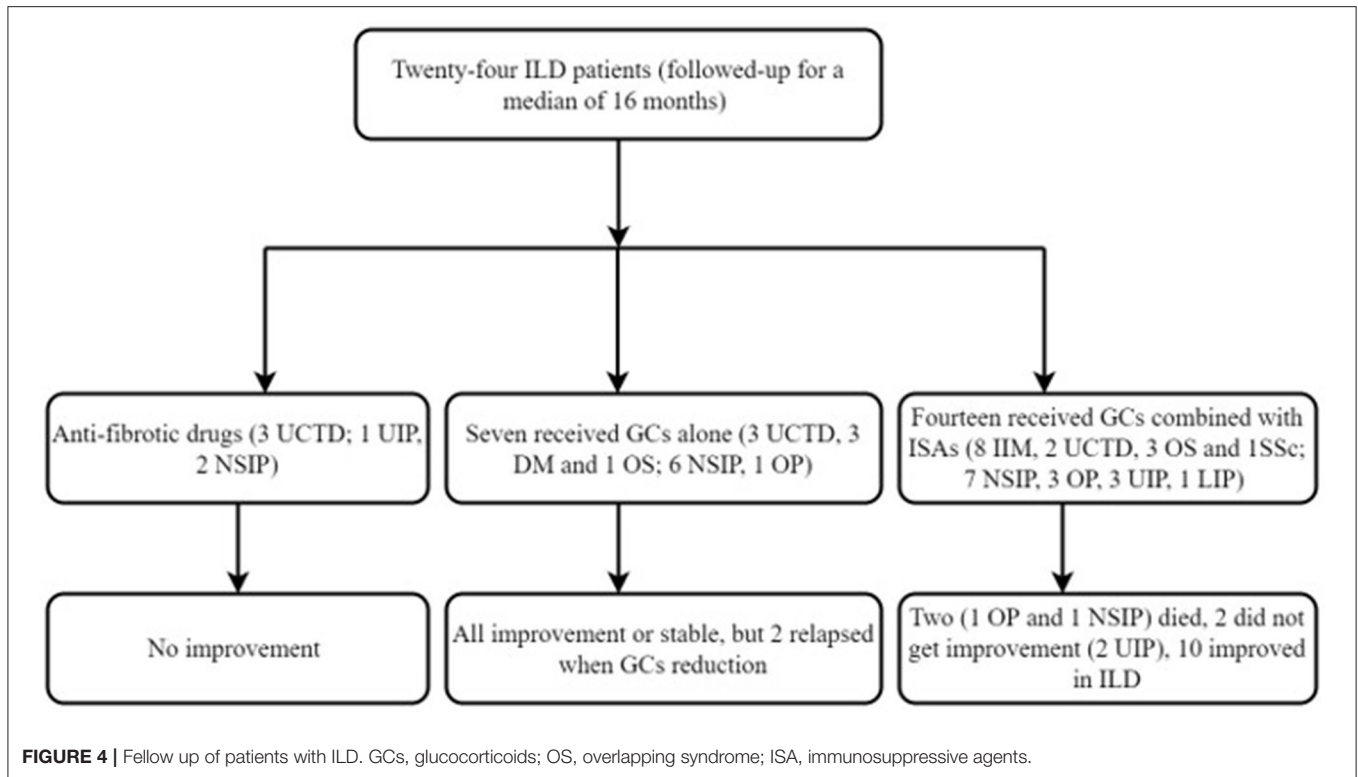 Twenty-four ILD patients (followed-up for a
median of 16 months)
Anti-fibrotic drugs (3 UCTD; 1 UIP,
2 NSIP)
Seven received GCs alone (3 UCTD, 3
DM and 1 OS; 6 NSIP, 1 OP)
Fourteen received GCs combined with
ISAs (8 IIM, 2 UCTD, 3 OS and 1SSc;
7 NSIP, 3 OP, 3 UIP, 1 LIP)
No improvement
All improvement or stable, but 2 relapsed
when GCs reduction
Two (1 OP and 1 NSIP) died, 2 did not
get improvement (2 UIP), 10 improved
in ILD
FIGURE 4 | Fellow up of patients with ILD. GCs, glucocorticoids; OS, overlapping syndrome; ISA, immunosuppressive agents.